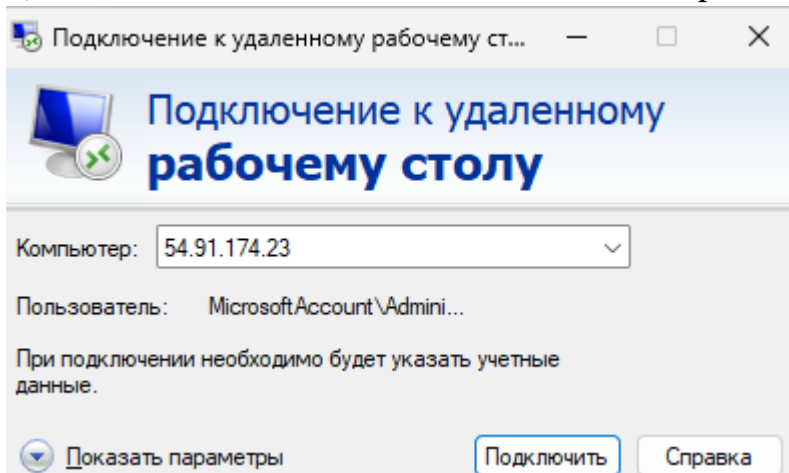 Подключение к удаленному рабочему ст...
Подключение к удаленному
рабочему столу
Компьютер: 54.91.174.23
Пользователь: MicrosoftAccount\Admini...
При подключении необходимо будет указать учетные
данные.
Показать параметры Подключить Справка